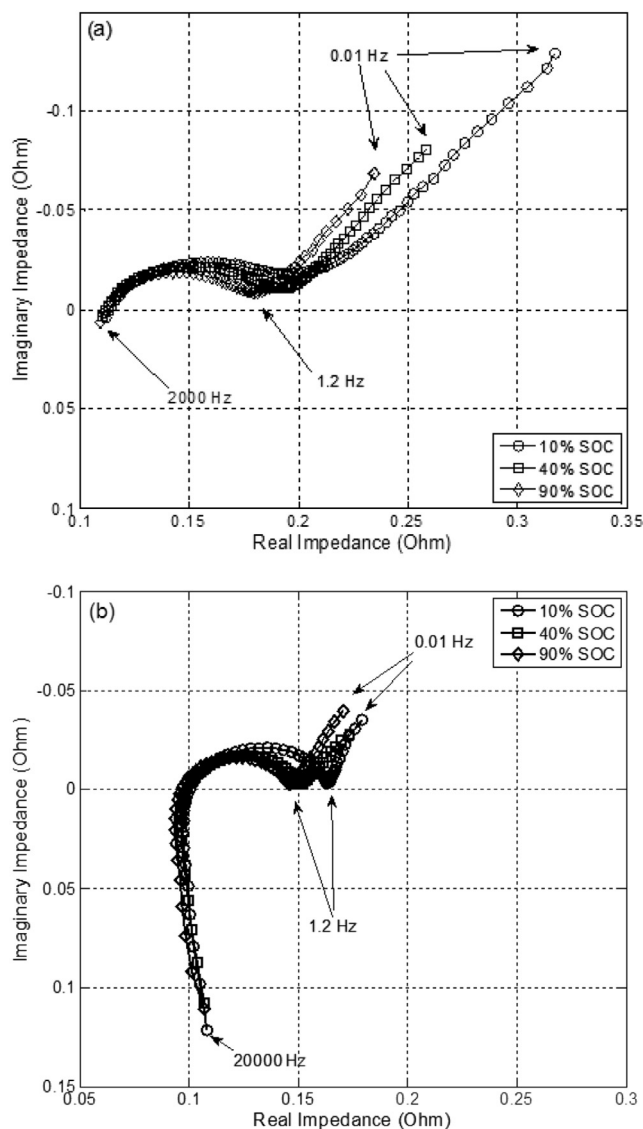 (a)
-0.1
-0.05
0
0.05
0.1
Imaginary Impedance (Ohm)
0.01 Hz
2000 Hz
1.2 Hz
10% SOC
40% SOC
90% SOC
0.1 0.15 0.2 0.25 0.3 0.35
Real Impedance (Ohm)
(b)
-0.1
-0.05
0
0.05
0.1
0.15
Imaginary Impedance (Ohm)
10% SOC
40% SOC
90% SOC
0.01 Hz
1.2 Hz
20000 Hz
0.05 0.1 0.15 0.2 0.25 0.3
Real Impedance (Ohm)